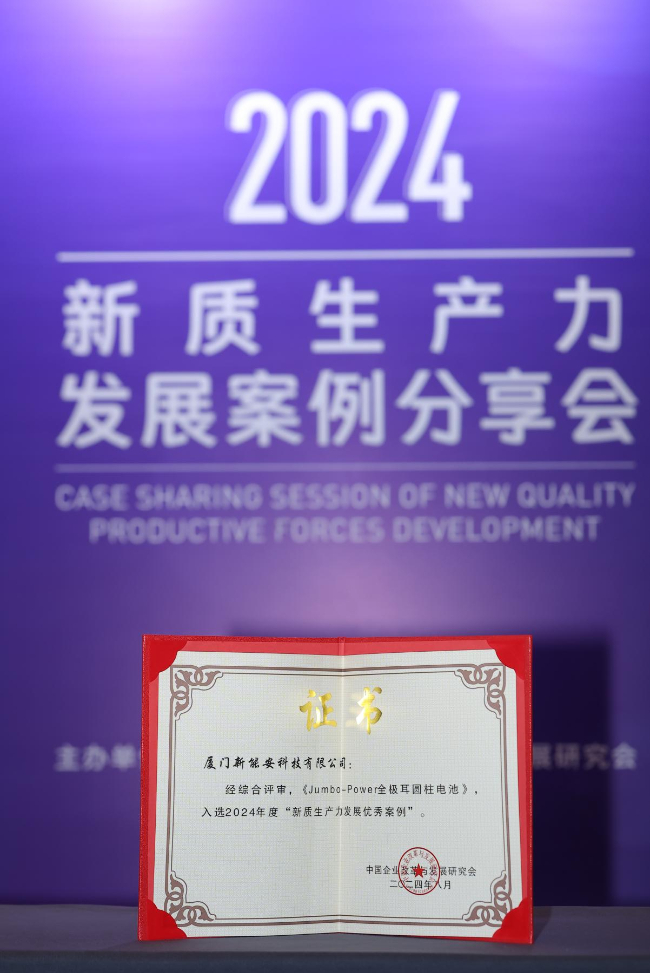 2024
新质生产力
发展案例分享会
CASE SHARING SESSION OF NEW QUALITY
PRODUCTIVE FORCES DEVELOPMENT
主办单
展研究会
证书
厦门新能安科技有限公司：
经综合评审，《Jumbo-Power全极耳圆柱电池》，
入选2024年度“新质生产力发展优秀案例”。
中国企业改革与发展研究会
二〇二四年八月